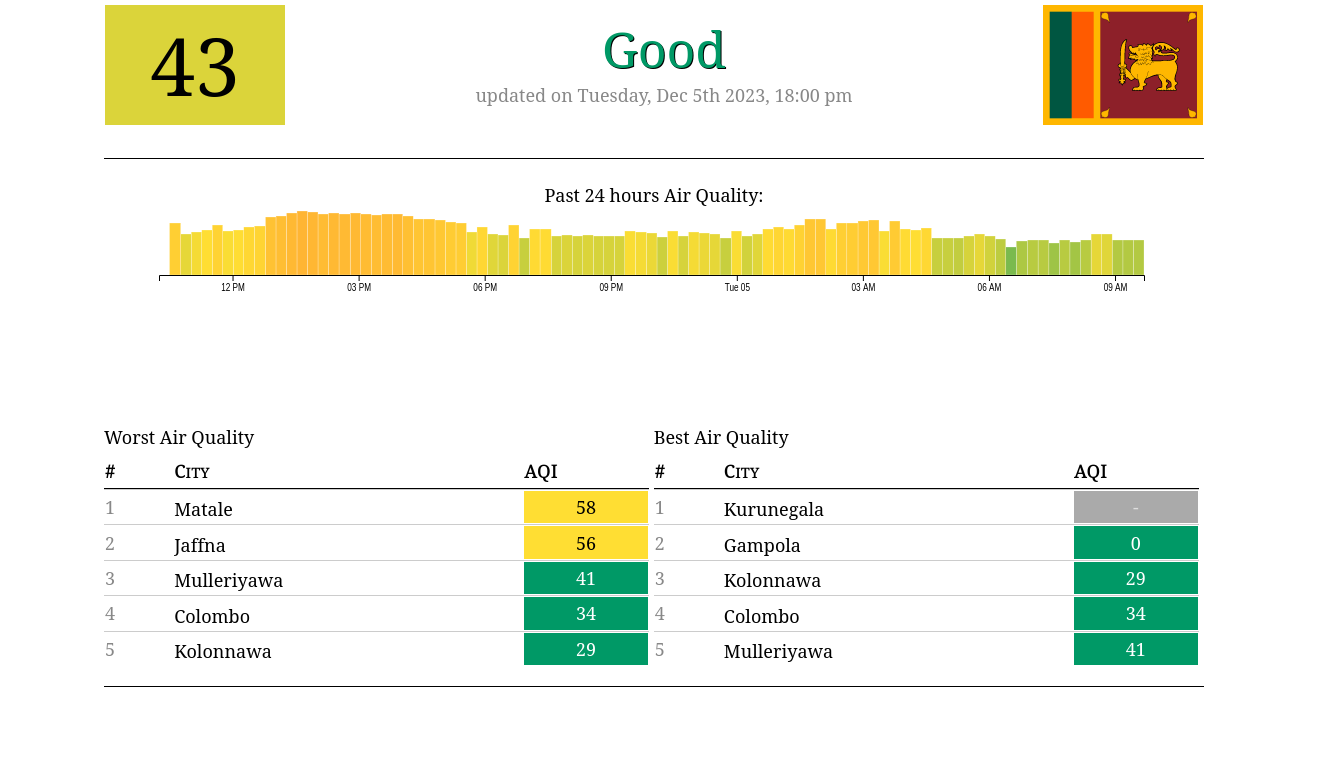 43
Good
updated on Tuesday, Dec 5th 2023, 18:00 pm
Past 24 hours Air Quality:
12 PM 03 PM 06 PM 09 PM Tue 05 03 AM 06 AM 09 AM
Worst Air Quality
# City AQI
1 Matale 58
2 Jaffna 56
3 Mulleriyawa 41
4 Colombo 34
5 Kolonnawa 29
Best Air Quality
# City AQI
1 Kurunegala -
2 Gampola 0
3 Kolonnawa 29
4 Colombo 34
5 Mulleriyawa 41